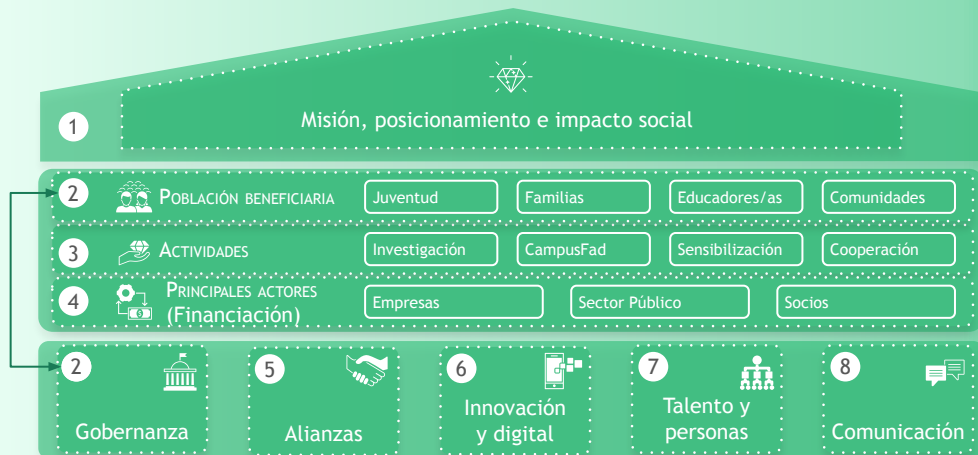 1
Misión, posicionamiento e impacto social
2
Población beneficiaria
Juventud
Familias
Educadores/as
Comunidades
3
Actividades
Investigación
CampusFad
Sensibilización
Cooperación
4
Principales actores
(Financiación)
Empresas
Sector Público
Socios
2
Gobernanza
5
Alianzas
6
Innovación
y digital
7
Talento y
personas
8
Comunicación